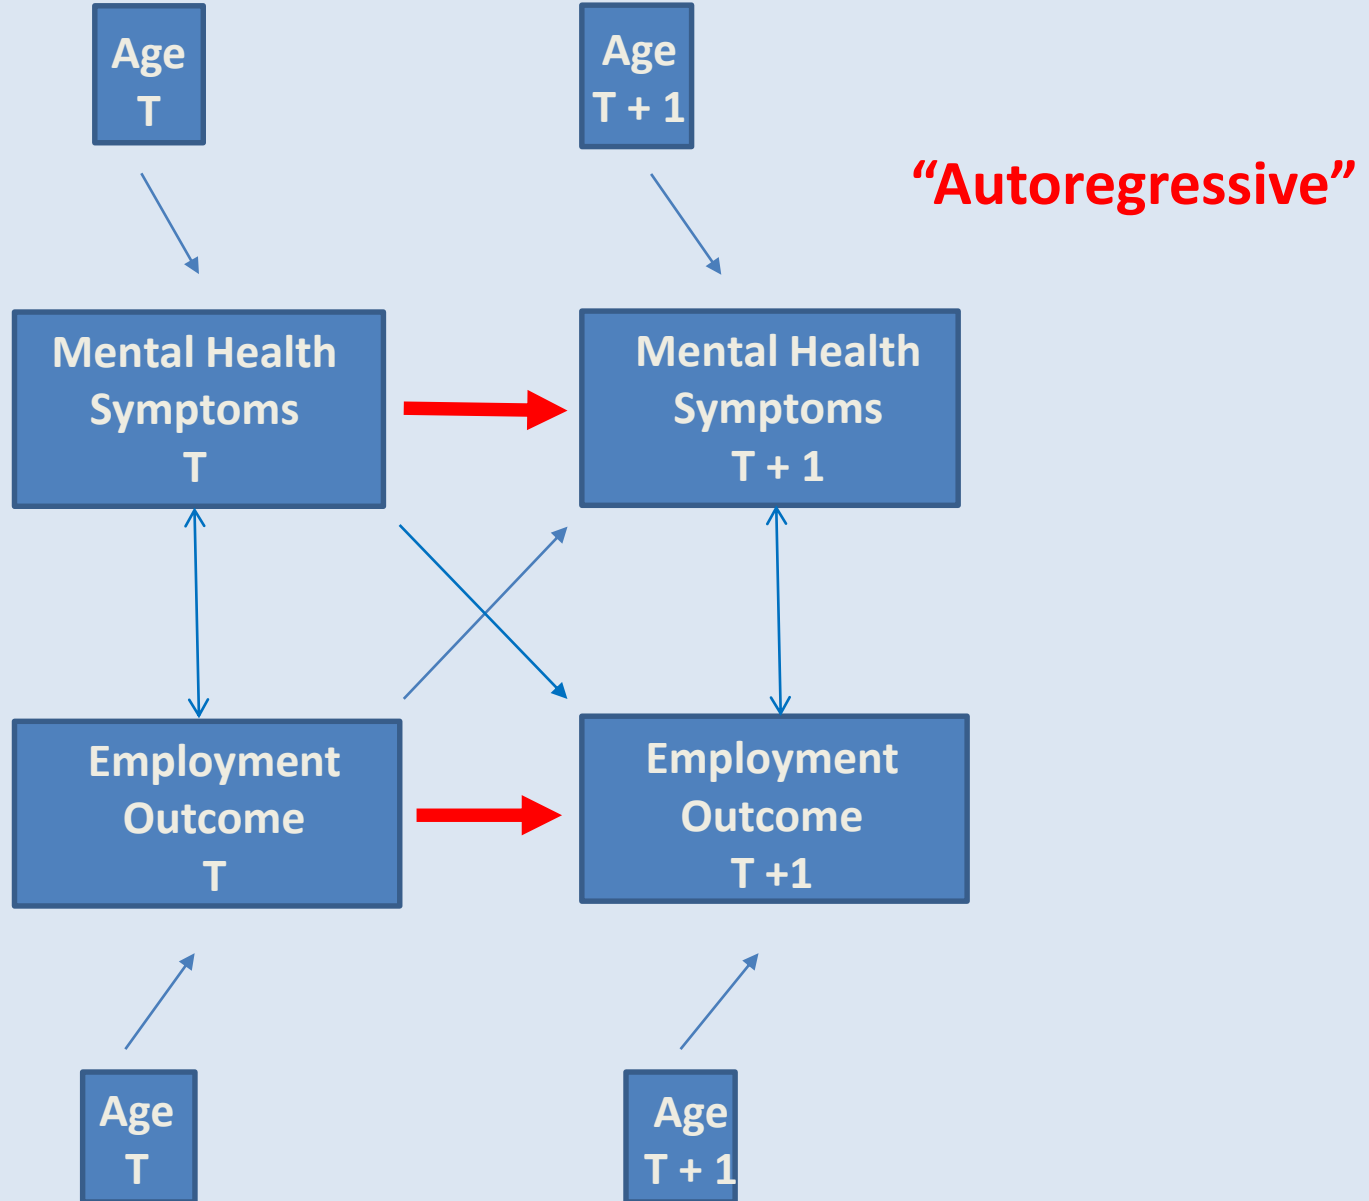 Age
T
Age
T + 1
“Autoregressive”
Mental Health
Symptoms
T
Mental Health
Symptoms
T + 1
Employment
Outcome
T
Employment
Outcome
T +1
Age
T
Age
T + 1